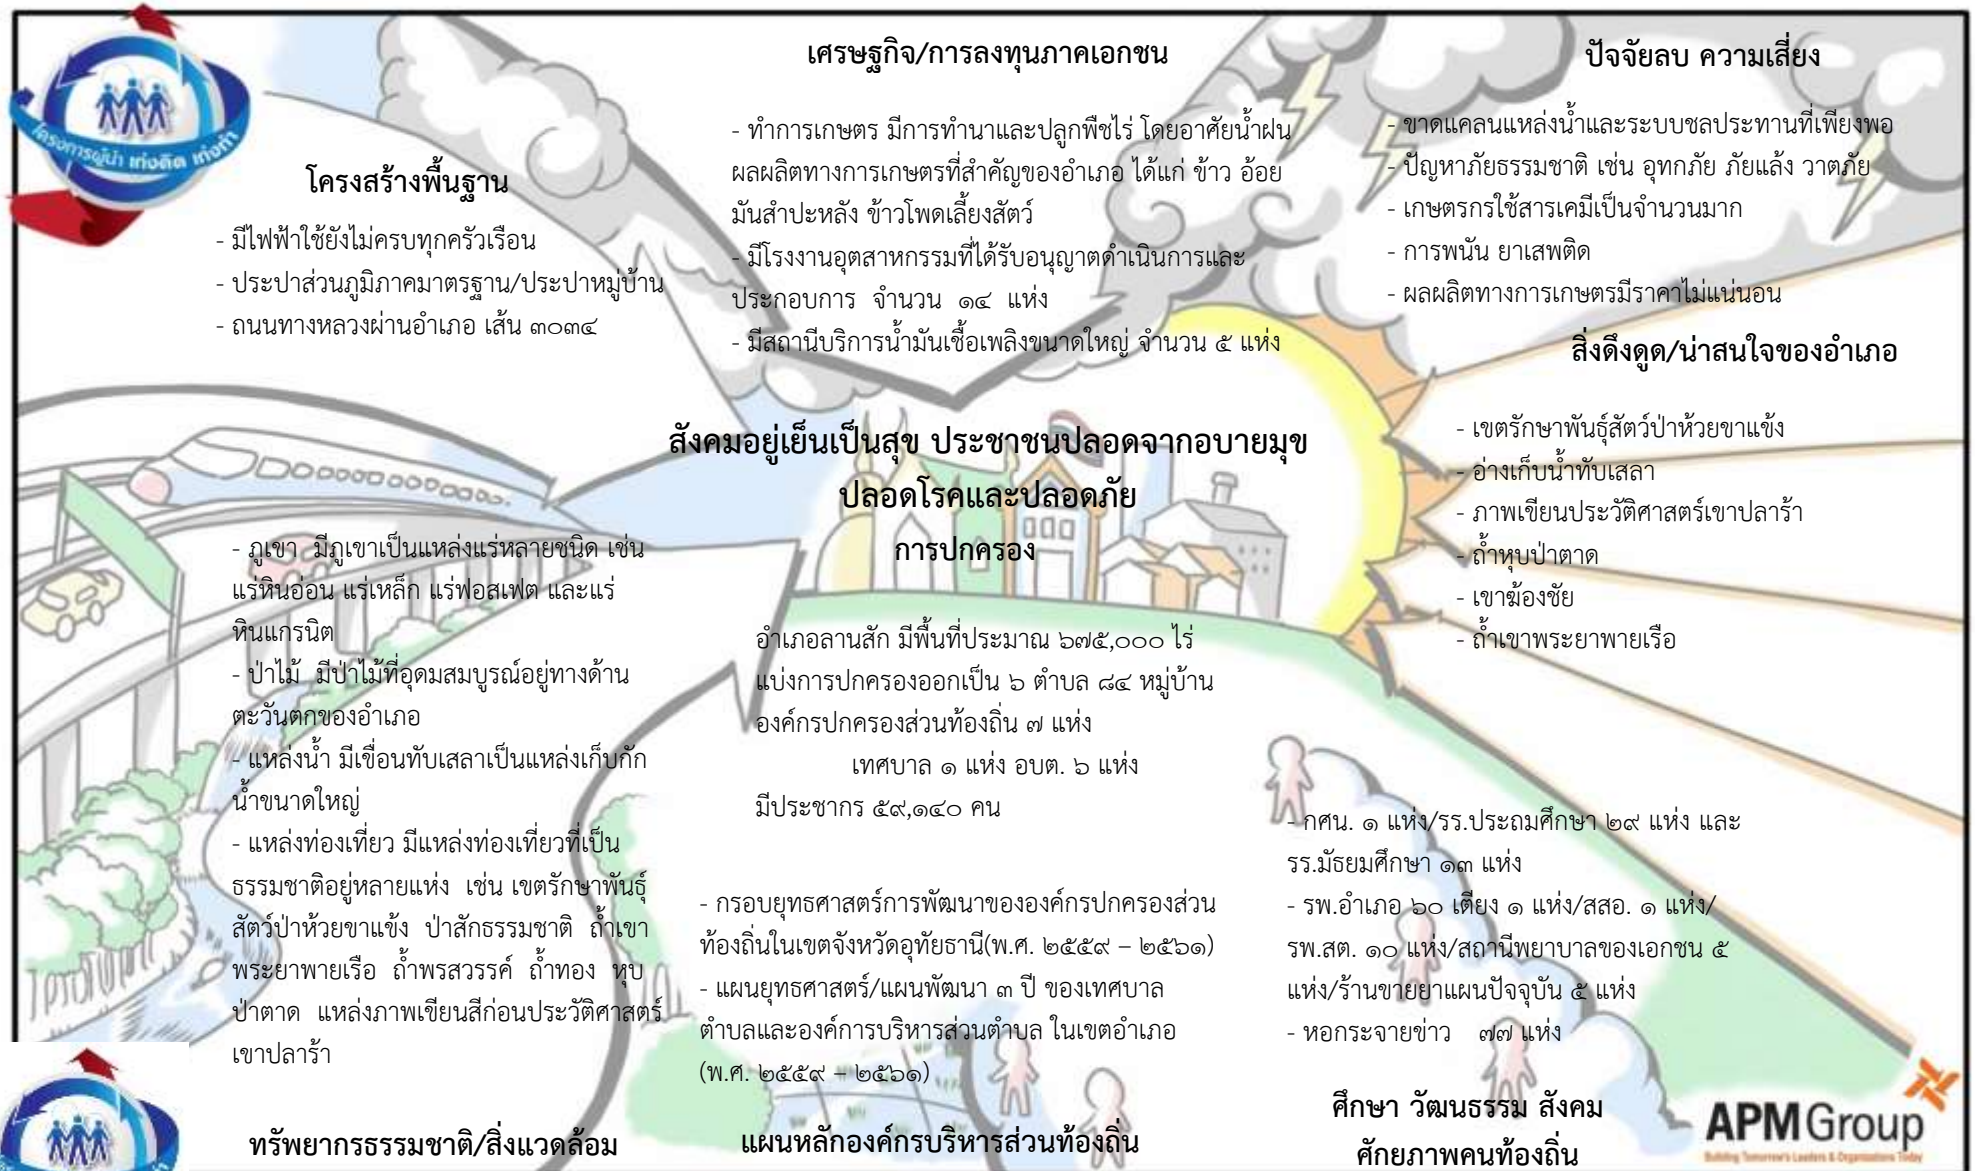 โครงการผู้นำ เก่งคิด เก่งทำ
โครงสร้างพื้นฐาน
- มีไฟฟ้าใช้ยังไม่ครบทุกครัวเรือน
- ประปาส่วนภูมิภาคมาตรฐาน/ประปาหมู่บ้าน
- ถนนทางหลวงผ่านอำเภอ เส้น ๓๐๓๔
เศรษฐกิจ/การลงทุนภาคเอกชน
- ทำการเกษตร มีการทำนาและปลูกพืชไร่ โดยอาศัยน้ำฝน
ผลผลิตทางการเกษตรที่สำคัญของอำเภอ ได้แก่ ข้าว อ้อย
มันสำปะหลัง ข้าวโพดเลี้ยงสัตว์
- มีโรงงานอุตสาหกรรมที่ได้รับอนุญาตดำเนินการและ
ประกอบการ จำนวน ๑๔ แห่ง
- มีสถานีบริการน้ำมันเชื้อเพลิงขนาดใหญ่ จำนวน ๕ แห่ง
ปัจจัยลบ ความเสี่ยง
- ขาดแคลนแหล่งน้ำและระบบชลประทานที่เพียงพอ
- ปัญหาภัยธรรมชาติ เช่น อุทกภัย ภัยแล้ง วาตภัย
- เกษตรกรใช้สารเคมีเป็นจำนวนมาก
- การพนัน ยาเสพติด
- ผลผลิตทางการเกษตรมีราคาไม่แน่นอน
สิ่งดึงดูด/น่าสนใจของอำเภอ
- เขตรักษาพันธุ์สัตว์ป่าห้วยขาแข้ง
- อ่างเก็บน้ำทับเสลา
- ภาพเขียนประวัติศาสตร์เขาปลาร้า
- ถ้ำหุบป่าตาด
- เขาฆ้องชัย
- ถ้ำเขาพระยาพายเรือ
สังคมอยู่เย็นเป็นสุข ประชาชนปลอดจากอบายมุข
ปลอดโรคและปลอดภัย
การปกครอง
อำเภอลานสัก มีพื้นที่ประมาณ ๖๗๕,๐๐๐ ไร่
แบ่งการปกครองออกเป็น ๖ ตำบล ๘๔ หมู่บ้าน
องค์กรปกครองส่วนท้องถิ่น ๗ แห่ง
เทศบาล ๑ แห่ง อบต. ๖ แห่ง
มีประชากร ๕๙,๑๔๐ คน
- ภูเขา มีภูเขาเป็นแหล่งแร่หลายชนิด เช่น
แร่หินอ่อน แร่เหล็ก แร่ฟอสเฟต และแร่
หินแกรนิต
- ป่าไม้ มีป่าไม้ที่อุดมสมบูรณ์อยู่ทางด้าน
ตะวันตกของอำเภอ
- แหล่งน้ำ มีเขื่อนทับเสลาเป็นแหล่งเก็บกัก
น้ำขนาดใหญ่
- แหล่งท่องเที่ยว มีแหล่งท่องเที่ยวที่เป็น
ธรรมชาติอยู่หลายแห่ง เช่น เขตรักษาพันธุ์
สัตว์ป่าห้วยขาแข้ง ป่าสักธรรมชาติ ถ้ำเขา
พระยาพายเรือ ถ้ำพรสวรรค์ ถ้ำทอง หุบ
ป่าตาด แหล่งภาพเขียนสีก่อนประวัติศาสตร์
เขาปลาร้า
ทรัพยากรธรรมชาติ/สิ่งแวดล้อม
- กรอบยุทธศาสตร์การพัฒนาขององค์กรปกครองส่วน
ท้องถิ่นในเขตจังหวัดอุทัยธานี(พ.ศ. ๒๕๕๙ – ๒๕๖๑)
- แผนยุทธศาสตร์/แผนพัฒนา ๓ ปี ของเทศบาล
ตำบลและองค์การบริหารส่วนตำบล ในเขตอำเภอ
(พ.ศ. ๒๕๕๙ – ๒๕๖๑)
แผนหลักองค์กรบริหารส่วนท้องถิ่น
- กศน. ๑ แห่ง/รร.ประถมศึกษา ๒๙ แห่ง และ
รร.มัธยมศึกษา ๑๓ แห่ง
- รพ.อำเภอ ๖๐ เตียง ๑ แห่ง/สสอ. ๑ แห่ง/
รพ.สต. ๑๐ แห่ง/สถานีพยาบาลของเอกชน ๕
แห่ง/ร้านขายยาแผนปัจจุบัน ๕ แห่ง
- หอกระจายข่าว ๗๗ แห่ง
ศึกษา วัฒนธรรม สังคม
ศักยภาพคนท้องถิ่น
APM Group
Building Tomorrow's Leaders & Organizations Today